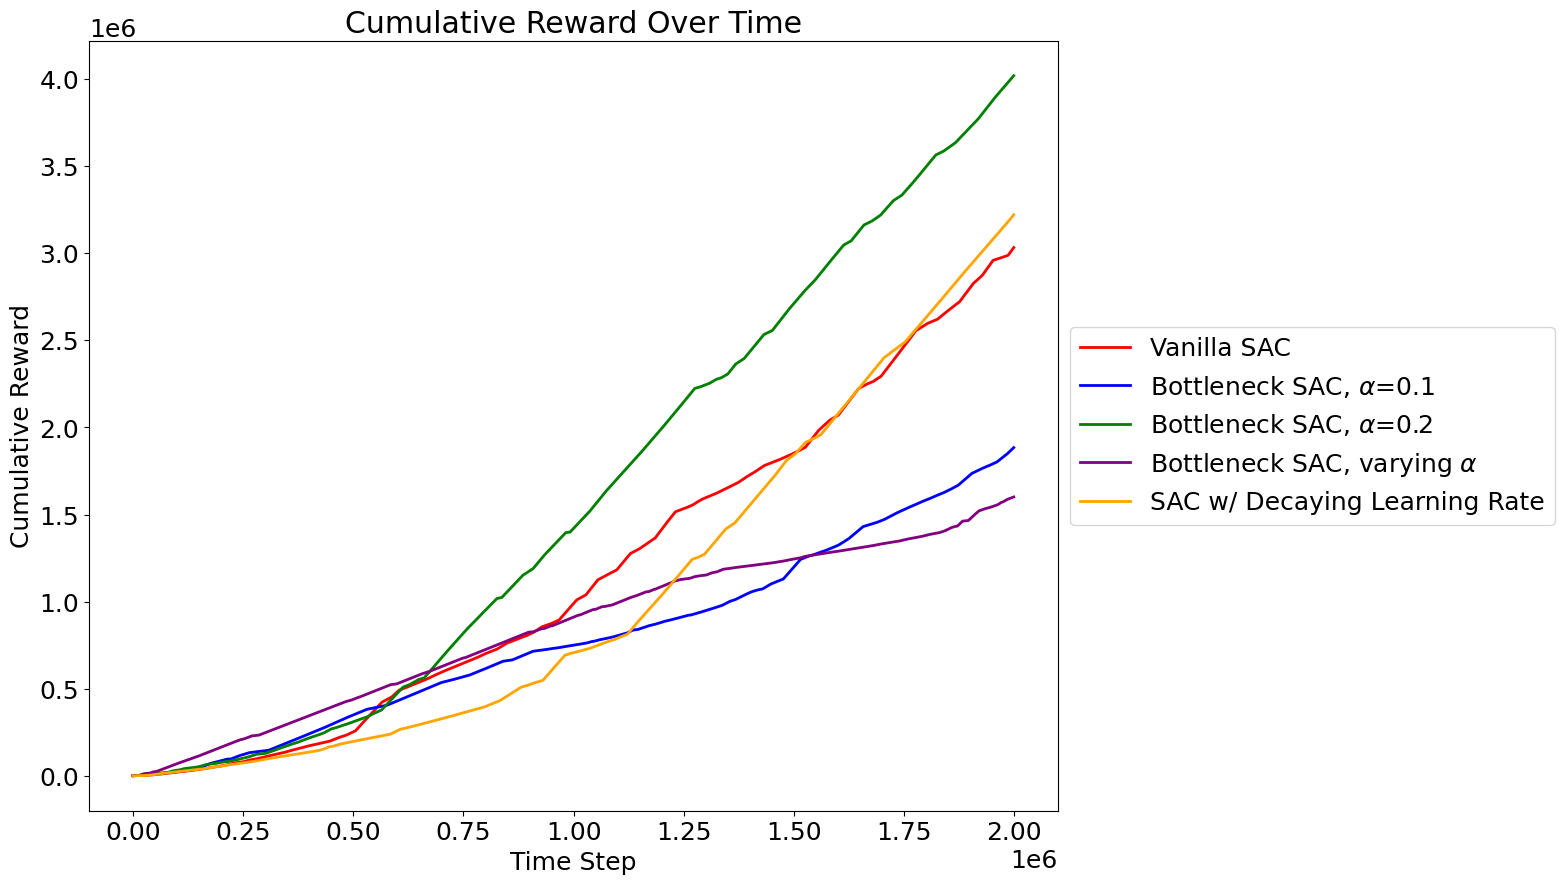 Cumulative Reward Over Time
1e6
4.0
3.5
3.0
2.5
2.0
1.5
1.0
0.5
0.0
Cumulative Reward
0.00 0.25 0.50 0.75 1.00 1.25 1.50 1.75 2.00
Time Step
1e6
Vanilla SAC
Bottleneck SAC, α=0.1
Bottleneck SAC, α=0.2
Bottleneck SAC, varying α
SAC w/ Decaying Learning Rate